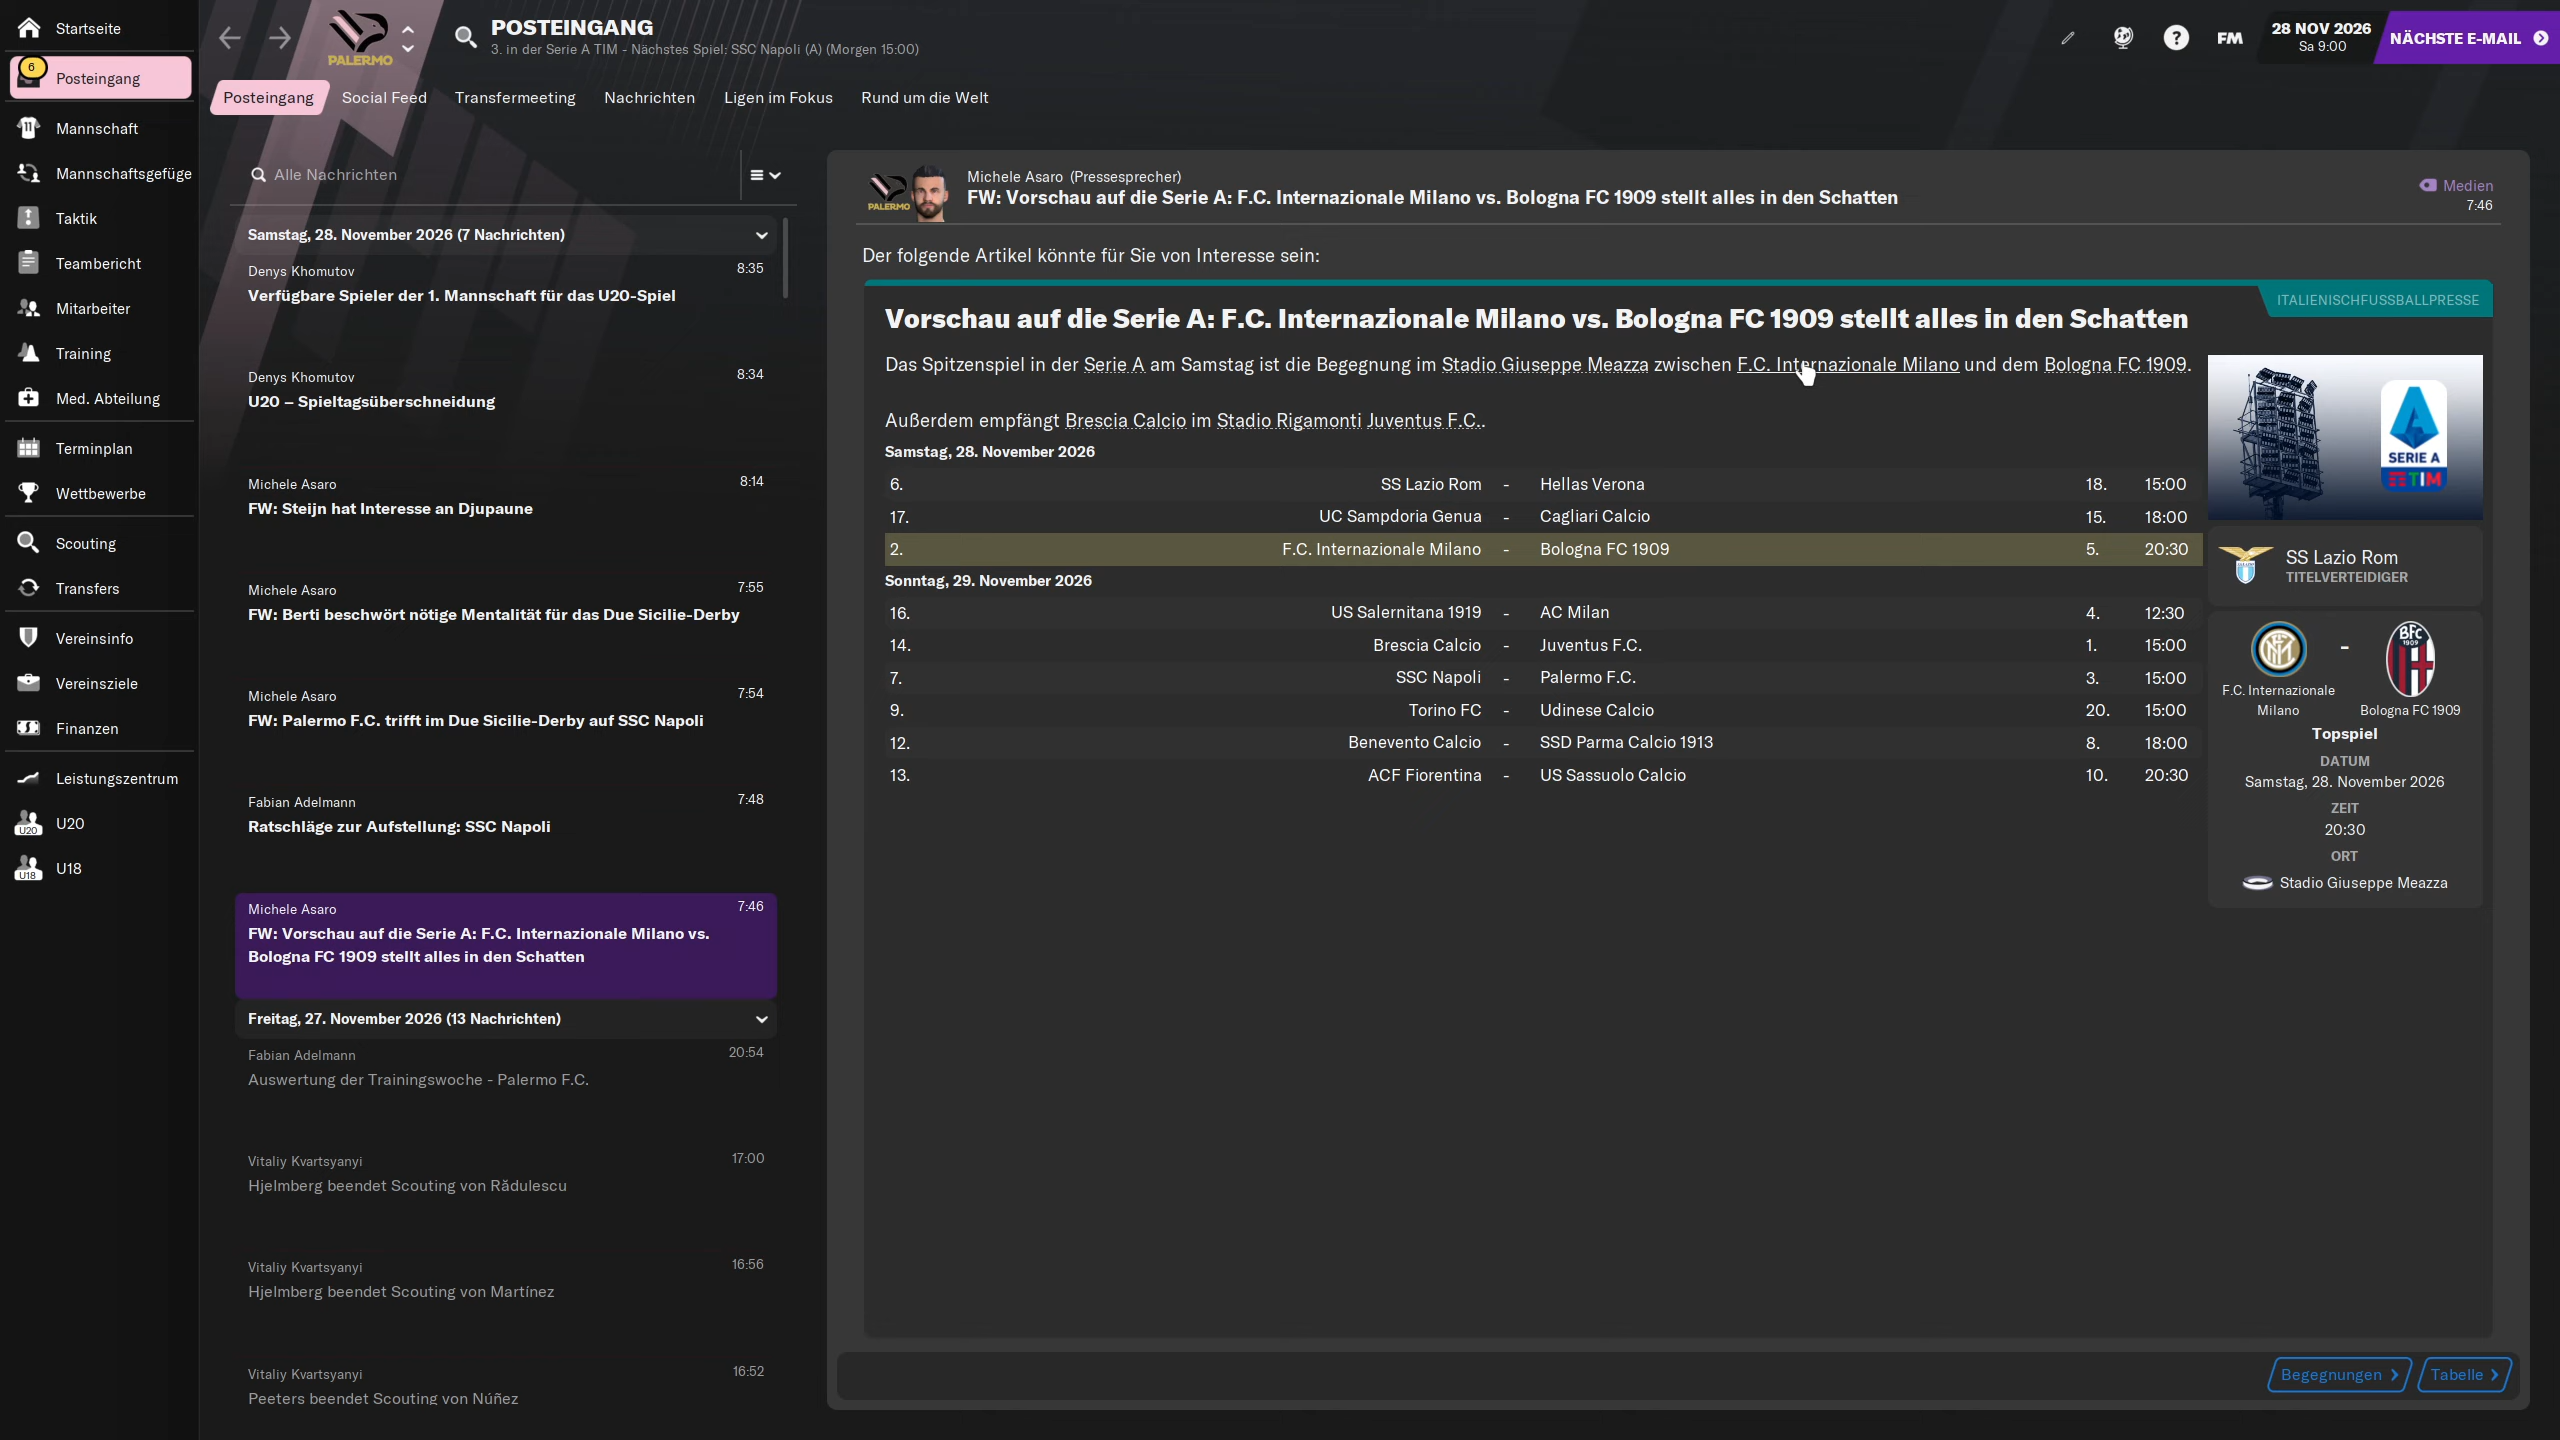 Startseite
6
Posteingang
Mannschaft
Mannschaftsgefüge
Taktik
Teambericht
Mitarbeiter
Training
Med. Abteilung
Terminplan
Wettbewerbe
Scouting
Transfers
Vereinsinfo
Vereinsziele
Finanzen
Leistungszentrum
U20
U20
U18
U18
PALERMO
POSTEINGANG
3. in der Serie A TIM - Nächstes Spiel: SSC Napoli (A) (Morgen 15:00)
FM
28 NOV 2026
Sa 9:00
NÄCHSTE E-MAIL
Posteingang Social Feed Transfermeeting Nachrichten Ligen im Fokus Rund um die Welt
Alle Nachrichten
Samstag, 28. November 2026 (7 Nachrichten)
Denys Khomutov 8:35
Verfügbare Spieler der 1. Mannschaft für das U20-Spiel
Denys Khomutov 8:34
U20 – Spieltagsüberschneidung
Michele Asaro 8:14
FW: Steijn hat Interesse an Djupaune
Michele Asaro 7:55
FW: Berti beschwört nötige Mentalität für das Due Sicilie-Derby
Michele Asaro 7:54
FW: Palermo F.C. trifft im Due Sicilie-Derby auf SSC Napoli
Fabian Adelmann 7:48
Ratschläge zur Aufstellung: SSC Napoli
Michele Asaro 7:46
FW: Vorschau auf die Serie A: F.C. Internazionale Milano vs.
Bologna FC 1909 stellt alles in den Schatten
Freitag, 27. November 2026 (13 Nachrichten)
Fabian Adelmann 20:54
Auswertung der Trainingswoche - Palermo F.C.
Vitaliy Kvartsyanyi 17:00
Hjelmberg beendet Scouting von Rădulescu
Vitaliy Kvartsyanyi 16:56
Hjelmberg beendet Scouting von Martínez
Vitaliy Kvartsyanyi 16:52
Peeters beendet Scouting von Núñez
PALERMO
Michele Asaro (Pressesprecher)
FW: Vorschau auf die Serie A: F.C. Internazionale Milano vs. Bologna FC 1909 stellt alles in den Schatten
Medien
7:46
Der folgende Artikel könnte für Sie von Interesse sein:
ITALIENISCHFUSSBALLPRESSE
Vorschau auf die Serie A: F.C. Internazionale Milano vs. Bologna FC 1909 stellt alles in den Schatten
Das Spitzenspiel in der Serie A am Samstag ist die Begegnung im Stadio Giuseppe Meazza zwischen F.C. Internazionale Milano und dem Bologna FC 1909.
Außerdem empfängt Brescia Calcio im Stadio Rigamonti Juventus F.C..
Samstag, 28. November 2026
6. SS Lazio Rom - Hellas Verona 18. 15:00
17. UC Sampdoria Genua - Cagliari Calcio 15. 18:00
2. F.C. Internazionale Milano - Bologna FC 1909 5. 20:30
Sonntag, 29. November 2026
16. US Salernitana 1919 - AC Milan 4. 12:30
14. Brescia Calcio - Juventus F.C. 1. 15:00
7. SSC Napoli - Palermo F.C. 3. 15:00
9. Torino FC - Udinese Calcio 20. 15:00
12. Benevento Calcio - SSD Parma Calcio 1913 8. 18:00
13. ACF Fiorentina - US Sassuolo Calcio 10. 20:30
SERIE A
TIM
SS Lazio Rom
TITELVERTEIDIGER
BFC
1909
-
F.C. Internazionale
Milano
Bologna FC 1909
Topspiel
DATUM
Samstag, 28. November 2026
ZEIT
20:30
ORT
Stadio Giuseppe Meazza
Begegnungen
Tabelle